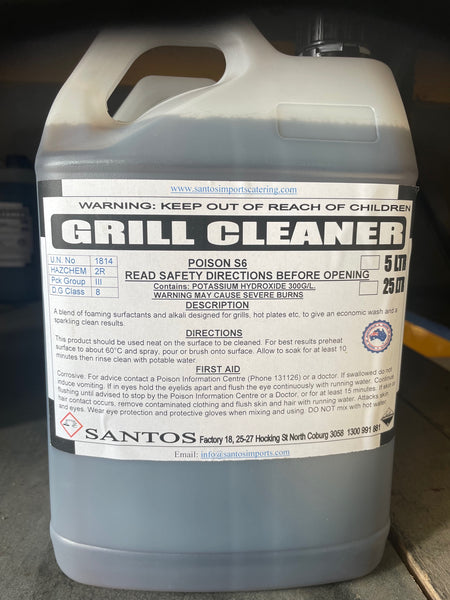 www.santosimportscatering.com
WARNING: KEEP OUT OF REACH OF CHILDREN
GRILL CLEANER
U.N. No 1814
HAZCHEM 2R
Pck Group III
D.G Class 8
POISON S6
READ SAFETY DIRECTIONS BEFORE OPENING
Contains: POTASSIUM HYDROXIDE 300G/L.
WARNING MAY CAUSE SEVERE BURNS
5 LTR
25 LTR
DESCRIPTION
A blend of foaming surfactants and alkali designed for grills, hot plates etc. to give an economic wash and a
sparkling clean results.
DIRECTIONS
This product should be used neat on the surface to be cleaned. For best results preheat
surface to about 60°C and spray, pour or brush onto surface. Allow to soak for at least 10
minutes then rinse clean with potable water.
FIRST AID
Corrosive. For advice contact a Poison Information Centre (Phone 131126) or a doctor. If swallowed do not
induce vomiting. If in eyes hold the eyelids apart and flush the eye continuously with running water. Continue
flushing until advised to stop by the Poison Information Centre or a Doctor, or for at least 15 minutes. If skin or
hair contact occurs, remove contaminated clothing and flush skin and hair with running water. Attacks skin
and eyes. Wear eye protection and protective gloves when mixing and using. DO NOT mix with hot water.
SANTOS Factory 18, 25-27 Hocking St North Coburg 3058 1300 991 881
Email: info@santosimports.com